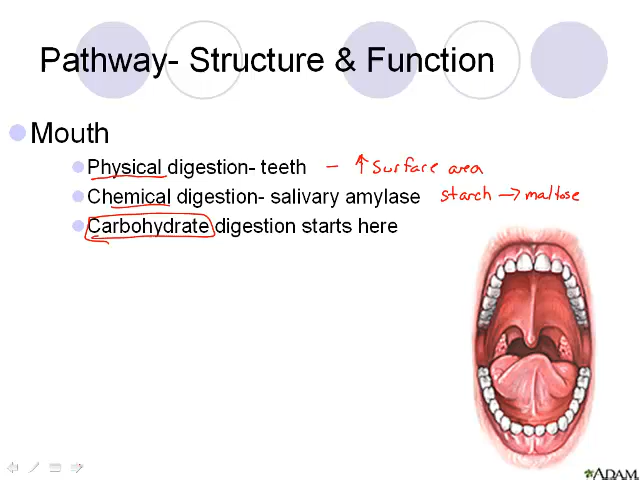 Pathway- Structure & Function
Mouth
Physical digestion- teeth – ↑ Surface area
Chemical digestion- salivary amylase starch → maltose
Carbohydrate digestion starts here
ADAM